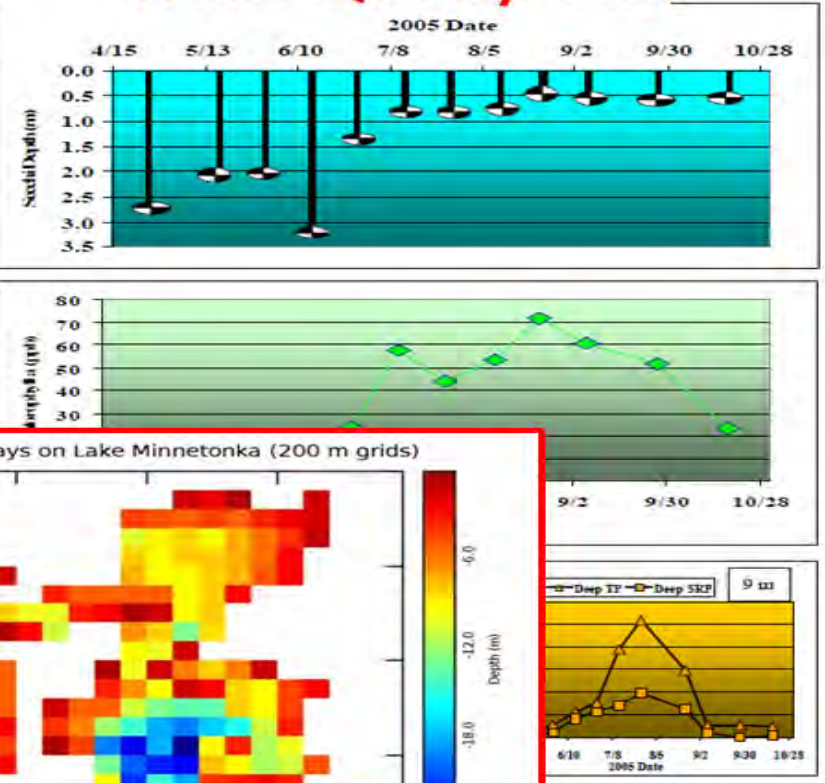 2005 Date
4/15 5/13 6/10 7/8 8/5 9/2 9/30 10/28
0.0
0.5
1.0
1.5
2.0
2.5
3.0
3.5
Secchi Depth (m)
80
70
60
50
40
30
9/2 9/30 10/28
ays on Lake Minnetonka (200 m grids)
-6.0
-12.0
-18.0
Depth (m)
Deep TP Deep SRP
9 m
6/10 7/8 8/5 9/2 9/30 10/28
2005 Date